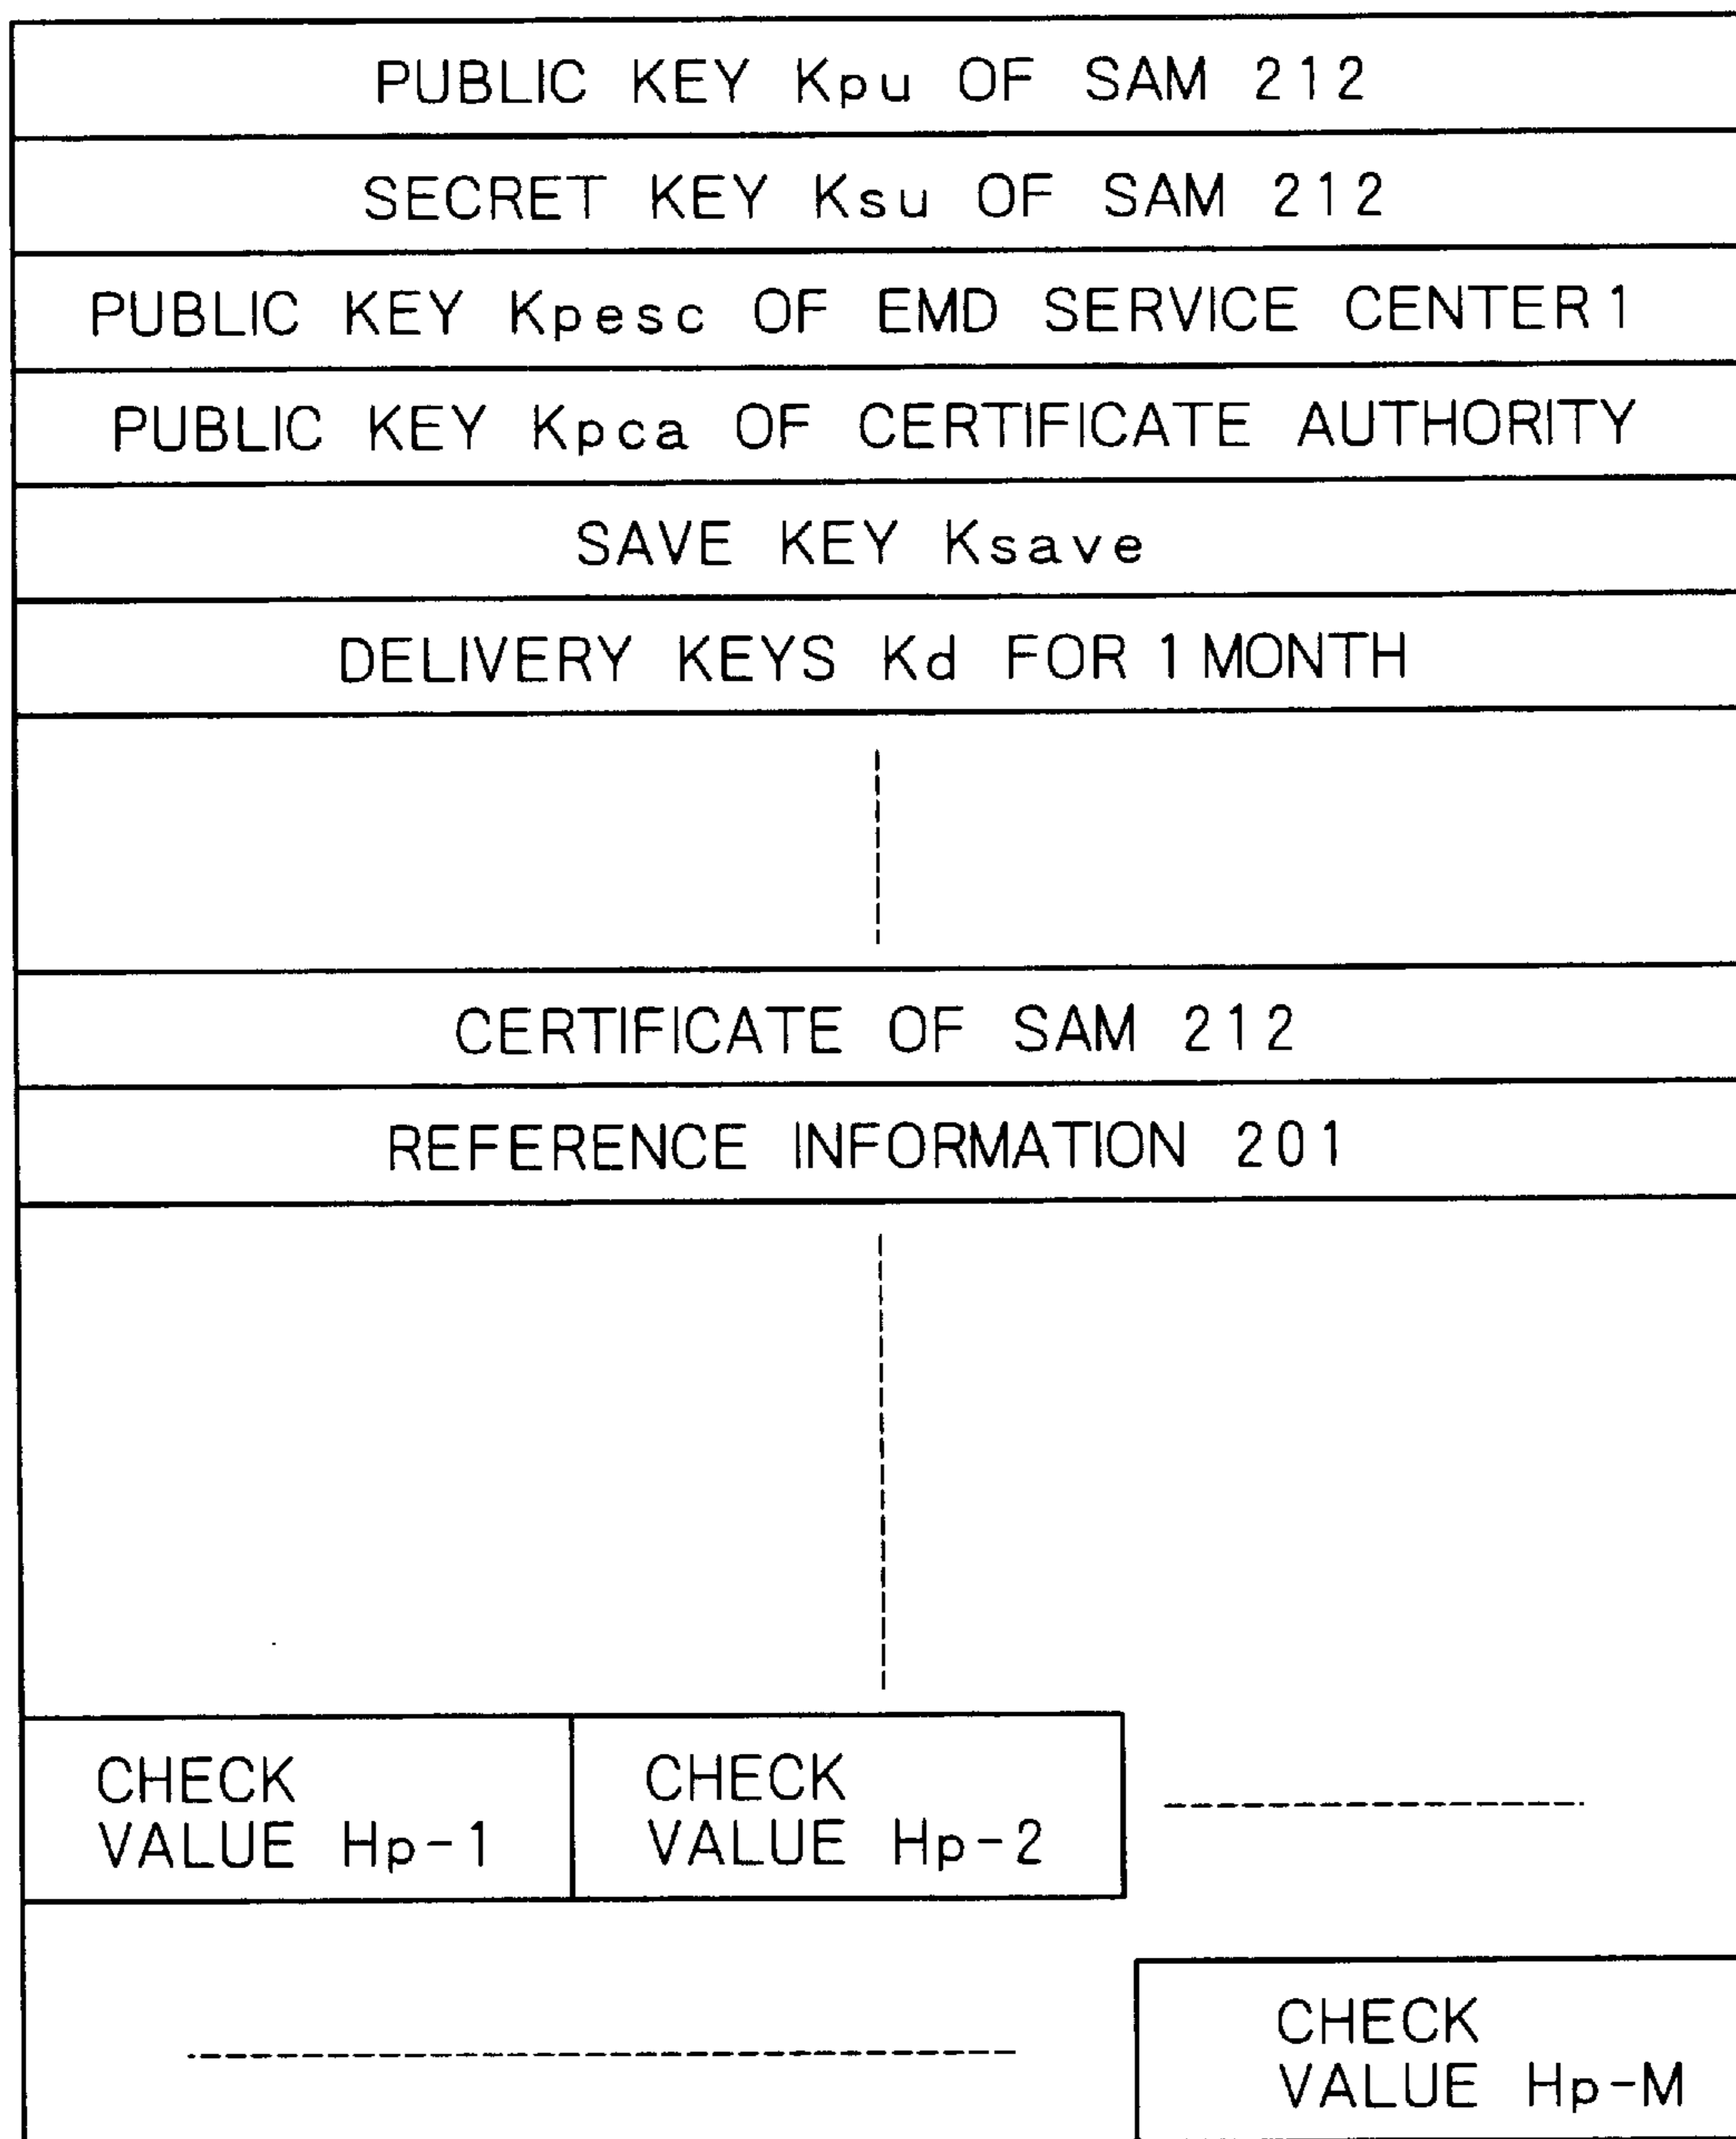 PUBLIC KEY Kpu OF SAM 212
SECRET KEY Ksu OF SAM 212
PUBLIC KEY Kpesc OF EMD SERVICE CENTER1
PUBLIC KEY Kpca OF CERTIFICATE AUTHORITY
SAVE KEY Ksave
DELIVERY KEYS Kd FOR 1 MONTH
CERTIFICATE OF SAM 212
REFERENCE INFORMATION 201
CHECK
VALUE Hp-1
CHECK
VALUE Hp-2
CHECK
VALUE Hp-M